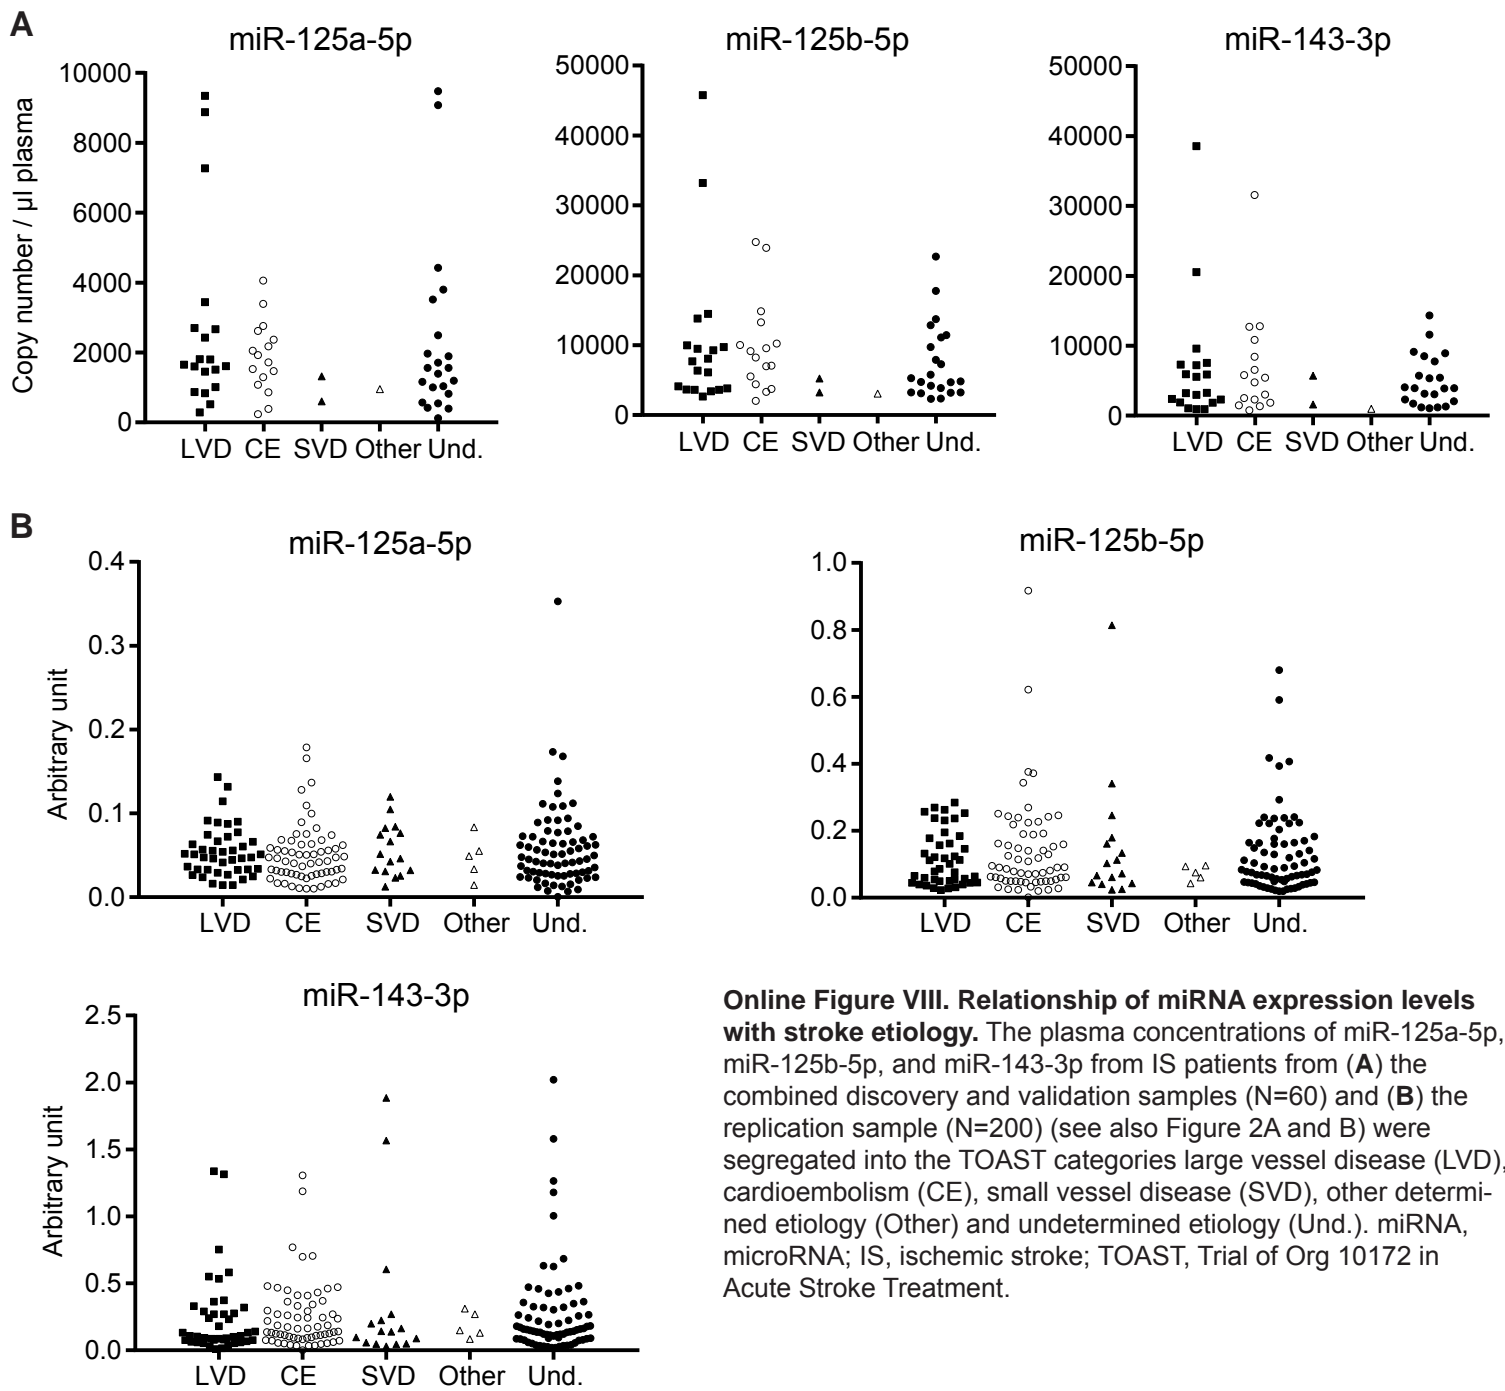 A
miR-125a-5p
miR-125b-5p
miR-143-3p
Copy number / µl plasma
10000
8000
6000
4000
2000
0
LVD CE SVD Other Und.
50000
40000
30000
20000
10000
0
LVD CE SVD Other Und.
50000
40000
30000
20000
10000
0
LVD CE SVD Other Und.
B
miR-125a-5p
Arbitrary unit
0.4
0.3
0.2
0.1
0.0
LVD CE SVD Other Und.
miR-125b-5p
1.0
0.8
0.6
0.4
0.2
0.0
LVD CE SVD Other Und.
miR-143-3p
Arbitrary unit
2.5
2.0
1.5
1.0
0.5
0.0
LVD CE SVD Other Und.
Online Figure VIII. Relationship of miRNA expression levels
with stroke etiology. The plasma concentrations of miR-125a-5p,
miR-125b-5p, and miR-143-3p from IS patients from (A) the
combined discovery and validation samples (N=60) and (B) the
replication sample (N=200) (see also Figure 2A and B) were
segregated into the TOAST categories large vessel disease (LVD),
cardioembolism (CE), small vessel disease (SVD), other determi-
ned etiology (Other) and undetermined etiology (Und.). miRNA,
microRNA; IS, ischemic stroke; TOAST, Trial of Org 10172 in
Acute Stroke Treatment.